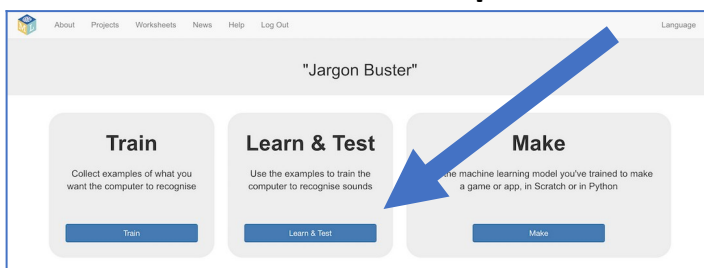 About Projects Worksheets News Help Log Out Language
"Jargon Buster"
Train
Collect examples of what you
want the computer to recognise
Train
Learn & Test
Use the examples to train the
computer to recognise sounds
Learn & Test
Make
the machine learning model you've trained to make
a game or app, in Scratch or in Python
Make